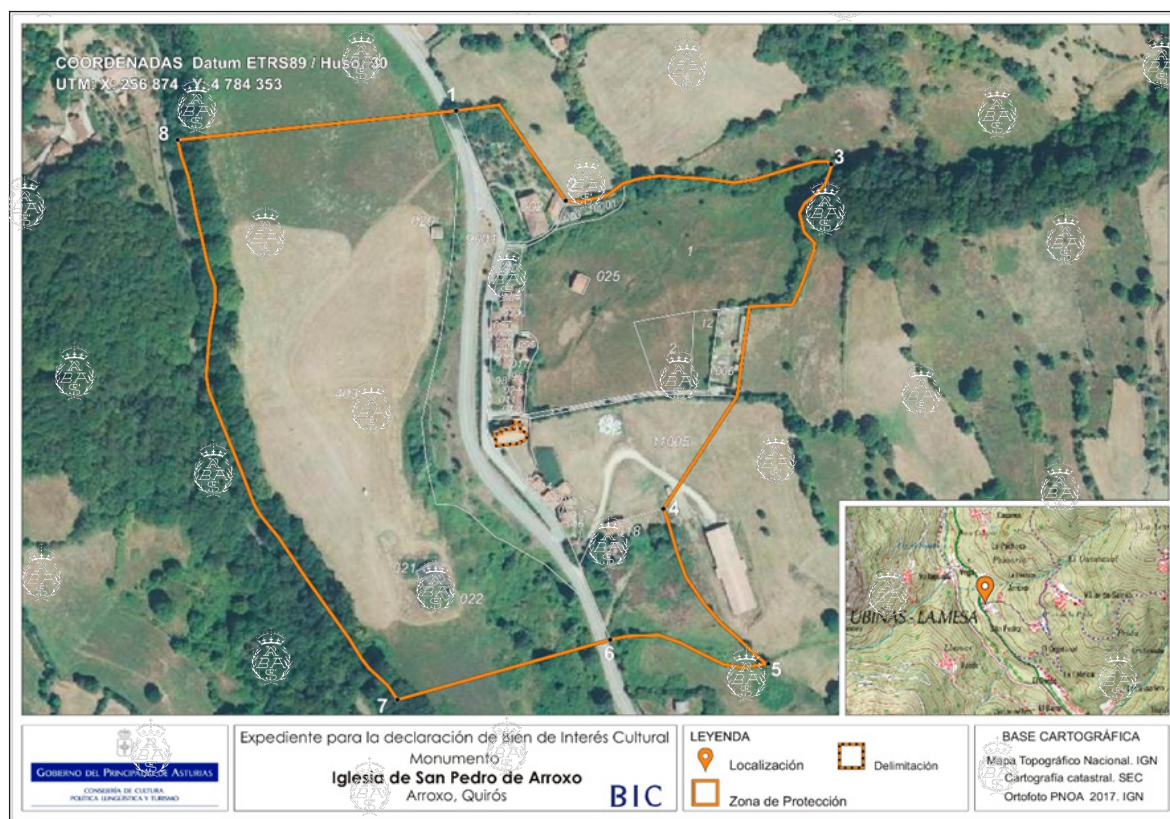 COORDENADAS Datum ETRS89 / Huso 30
UTM: X: 256 874 Y: 4 784 353
1
8
2
3
1
025
12
2
11005
4
018
021
022
6
5
7
UBINAS - LA MESA
San Pedro
GOBIERNO DEL PRINCIPADO DE ASTURIAS
CONSEJERÍA DE CULTURA
POLÍTICA LLINGÜÍSTICA Y TURISMO
Expediente para la declaración de Bien de Interés Cultural
Monumento
Iglesia de San Pedro de Arroxo
Arroxo, Quirós
BIC
LEYENDA
Localización
Delimitación
Zona de Protección
BASE CARTOGRÁFICA
Mapa Topográfico Nacional. IGN
Cartografía catastral. SEC
Ortofoto PNOA 2017. IGN